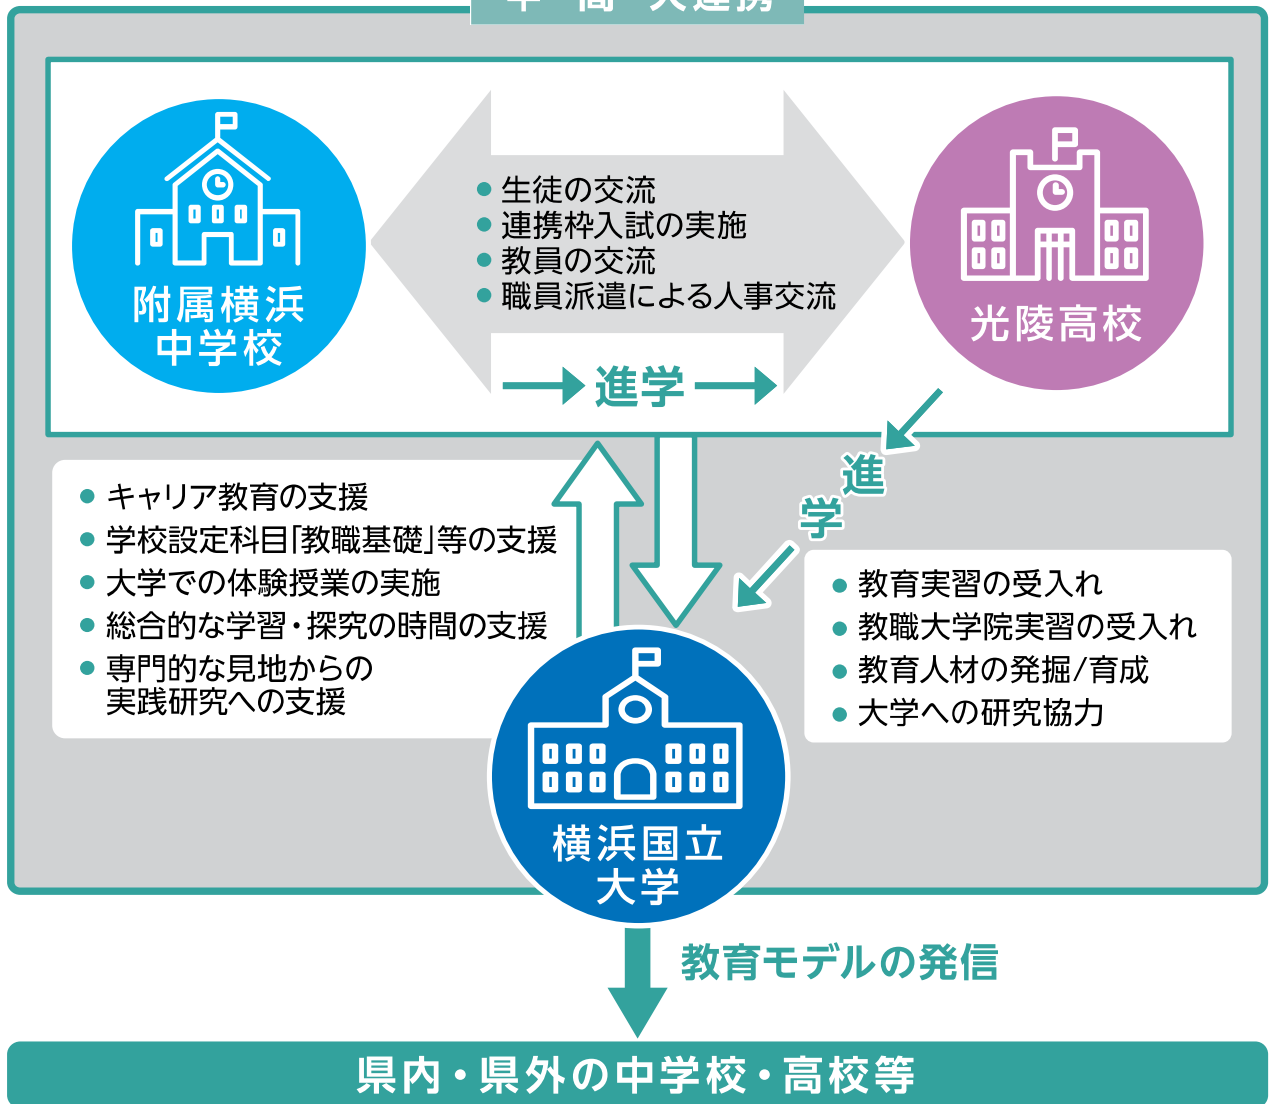 中・高・大連携
生徒の交流
連携枠入試の実施
教員の交流
職員派遣による人事交流
附属横浜
中学校
光陵高校
進学
進
学
キャリア教育の支援
学校設定科目「教職基礎」等の支援
大学での体験授業の実施
総合的な学習・探究の時間の支援
専門的な見地からの
実践研究への支援
教育実習の受入れ
教職大学院実習の受入れ
教育人材の発掘/育成
大学への研究協力
横浜国立
大学
教育モデルの発信
県内・県外の中学校・高校等